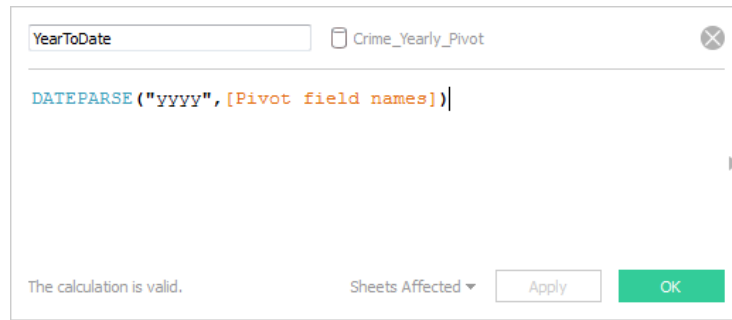 YearToDate
Crime_Yearly_Pivot
DATEPARSE("yyyy",[Pivot field names])
The calculation is valid.
Sheets Affected
Apply
OK